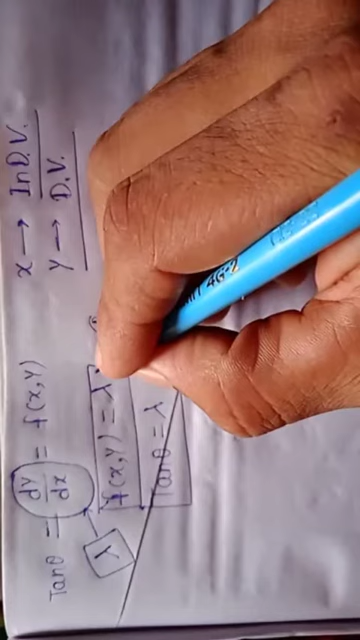 x → InD.V.
y → D.V.
Tanθ = dy/dx = f(x,y)
λ
f(x,y) = λ
Tanθ = λ